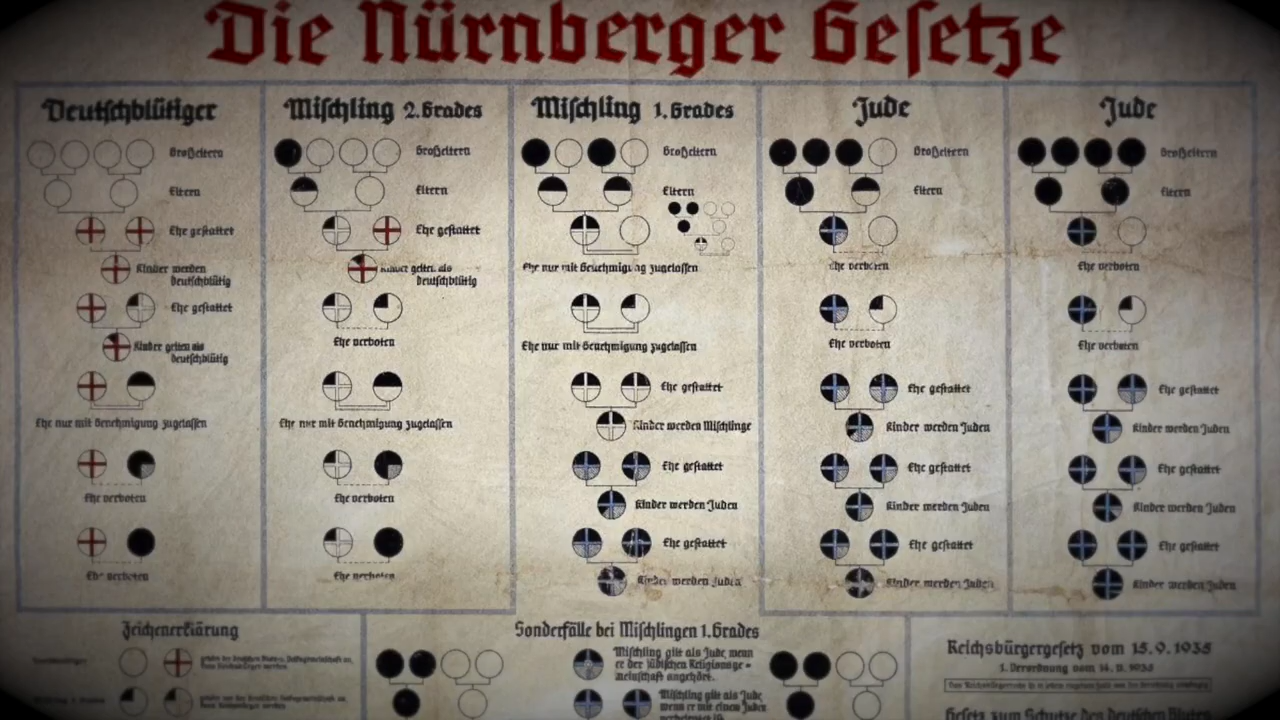 Die Nürnberger Gesetze
Deutschblütiger
Großeltern
Eltern
Ehe gestattet
Kinder werden
Deutschblütig
Ehe gestattet
Kinder gelten als
Deutschblütig
Ehe nur mit Genehmigung zugelassen
Ehe verboten
Ehe verboten
Mischling 2. Grades
Großeltern
Eltern
Ehe gestattet
Kinder gelten als
Deutschblütig
Ehe verboten
Ehe nur mit Genehmigung zugelassen
Ehe verboten
Ehe verboten
Mischling 1. Grades
Großeltern
Eltern
Ehe nur mit Genehmigung zugelassen
Ehe nur mit Genehmigung zugelassen
Ehe gestattet
Kinder werden Mischlinge
Ehe gestattet
Kinder werden Juden
Ehe gestattet
Kinder werden Juden
Jude
Großeltern
Eltern
Ehe verboten
Ehe verboten
Ehe gestattet
Kinder werden Juden
Ehe gestattet
Kinder werden Juden
Ehe gestattet
Kinder werden Juden
Jude
Großeltern
Eltern
Ehe verboten
Ehe verboten
Ehe gestattet
Kinder werden Juden
Ehe gestattet
Kinder werden Juden
Ehe gestattet
Kinder werden Juden
Zeichenerklärung
Sonderfälle bei Mischlingen 1. Grades
Mischling gilt als Jude, wenn
er der jüdischen Religionsge-
meinschaft angehört.
Mischling gilt als Jude
wenn er mit einem Juden
Reichsbürgergesetz vom 15.9.1935
1. Verordnung vom 14.11.1935
Gesetz zum Schutze des deutschen Blutes